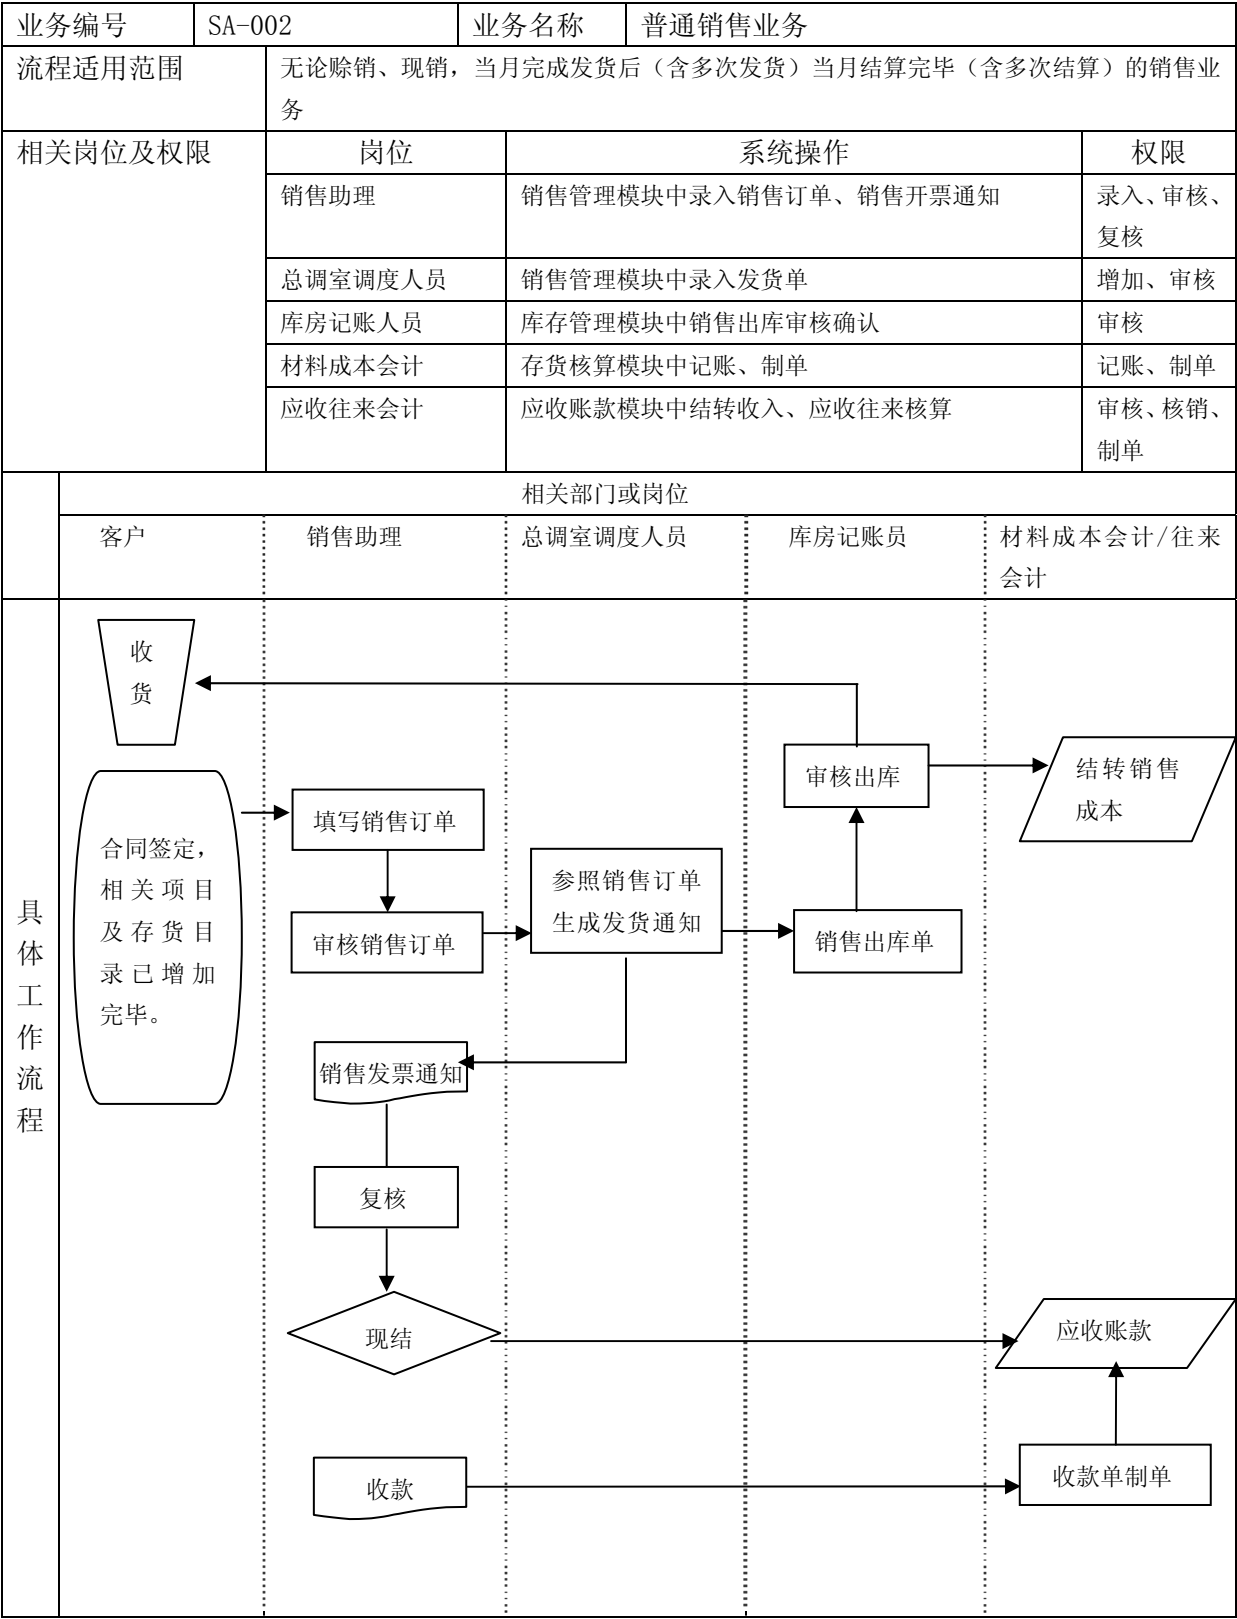 业务编号 SA-002 业务名称 普通销售业务
流程适用范围 无论赊销、现销，当月完成发货后（含多次发货）当月结算完毕（含多次结算）的销售业
务
相关岗位及权限 岗位 系统操作 权限
销售助理 销售管理模块中录入销售订单、销售开票通知 录入、审核、
复核
总调室调度人员 销售管理模块中录入发货单 增加、审核
库房记账人员 库存管理模块中销售出库审核确认 审核
材料成本会计 存货核算模块中记账、制单 记账、制单
应收往来会计 应收账款模块中结转收入、应收往来核算 审核、核销、
制单
相关部门或岗位
客户 销售助理 总调室调度人员 库房记账员 材料成本会计/往来
会计
具
体
工
作
流
程
收
货
合同签定，
相关项目
及存货目
录已增加
完毕。
填写销售订单
审核销售订单
参照销售订单
生成发货通知
销售出库单
审核出库
结转销售
成本
销售发票通知
复核
现结
应收账款
收款
收款单制单